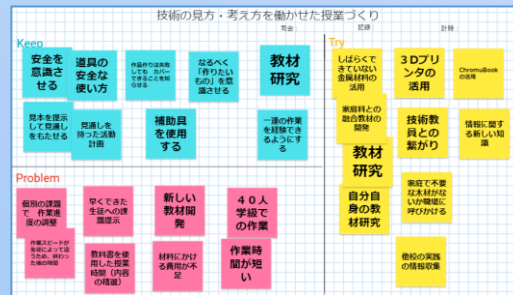 技術の見方・考え方を働かせた授業づくり
司会:
記録:
計時:
Keep
安全を
意識さ
せる
道具の
安全な
使い方
作品作りは失敗
しても カバー
できることを知
らせる
なるべく
「作りたい
もの」を意
識させる
教材
研究
見本を提示
して見通し
をもたせる
見通しを
持った活動
計画
補助具
を使用
する
一連の作業
を経験でき
るようにす
る
Problem
個別の課題
で 作業進
度の調整
早くできた
生徒への課
題提示
新しい
教材開
発
40人
学級で
の作業
作業スピードが
生徒によって違
うため、終わっ
た後の時間
教科書を使
用した授業
時間(内容
の精選)
材料にかけ
る費用が不
足
作業時
間が短
い
Try
しばらくで
きていない
金属材料の
活用
3Dプリ
ンタの
活用
ChromuBook
の活用
家庭科との
融合教材の
開発
技術教
員との
繋がり
情報に関す
る新しい知
識
教材
研究
自分自
身の教
材研究
家庭で不要
な木材がな
いか職場に
呼びかける
他校の実践
の情報収集